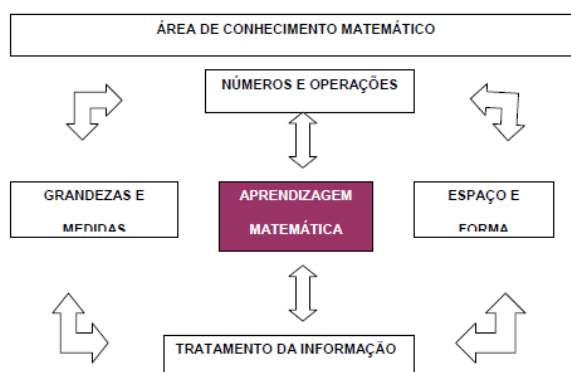 ÁREA DE CONHECIMENTO MATEMÁTICO
NÚMEROS E OPERAÇÕES
GRANDEZAS E
MEDIDAS
APRENDIZAGEM
MATEMÁTICA
ESPAÇO E
FORMA
TRATAMENTO DA INFORMAÇÃO